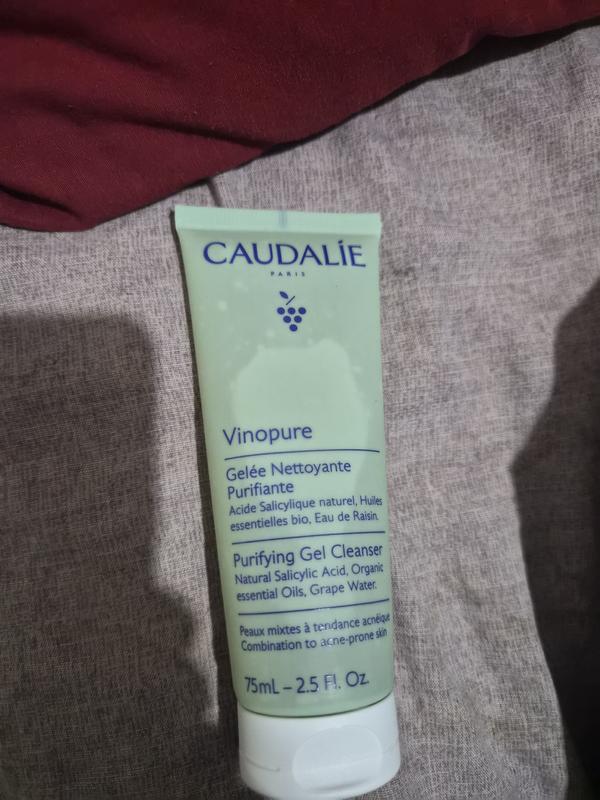 CAUDALÍE
PARIS
Vinopure
Gelée Nettoyante
Purifiante
Acide Salicylique naturel, Huiles
essentielles bio, Eau de Raisin.
Purifying Gel Cleanser
Natural Salicylic Acid, Organic
essential Oils, Grape Water.
Peaux mixtes à tendance acnéique
Combination to acne-prone skin
75mL – 2.5 Fl. Oz.